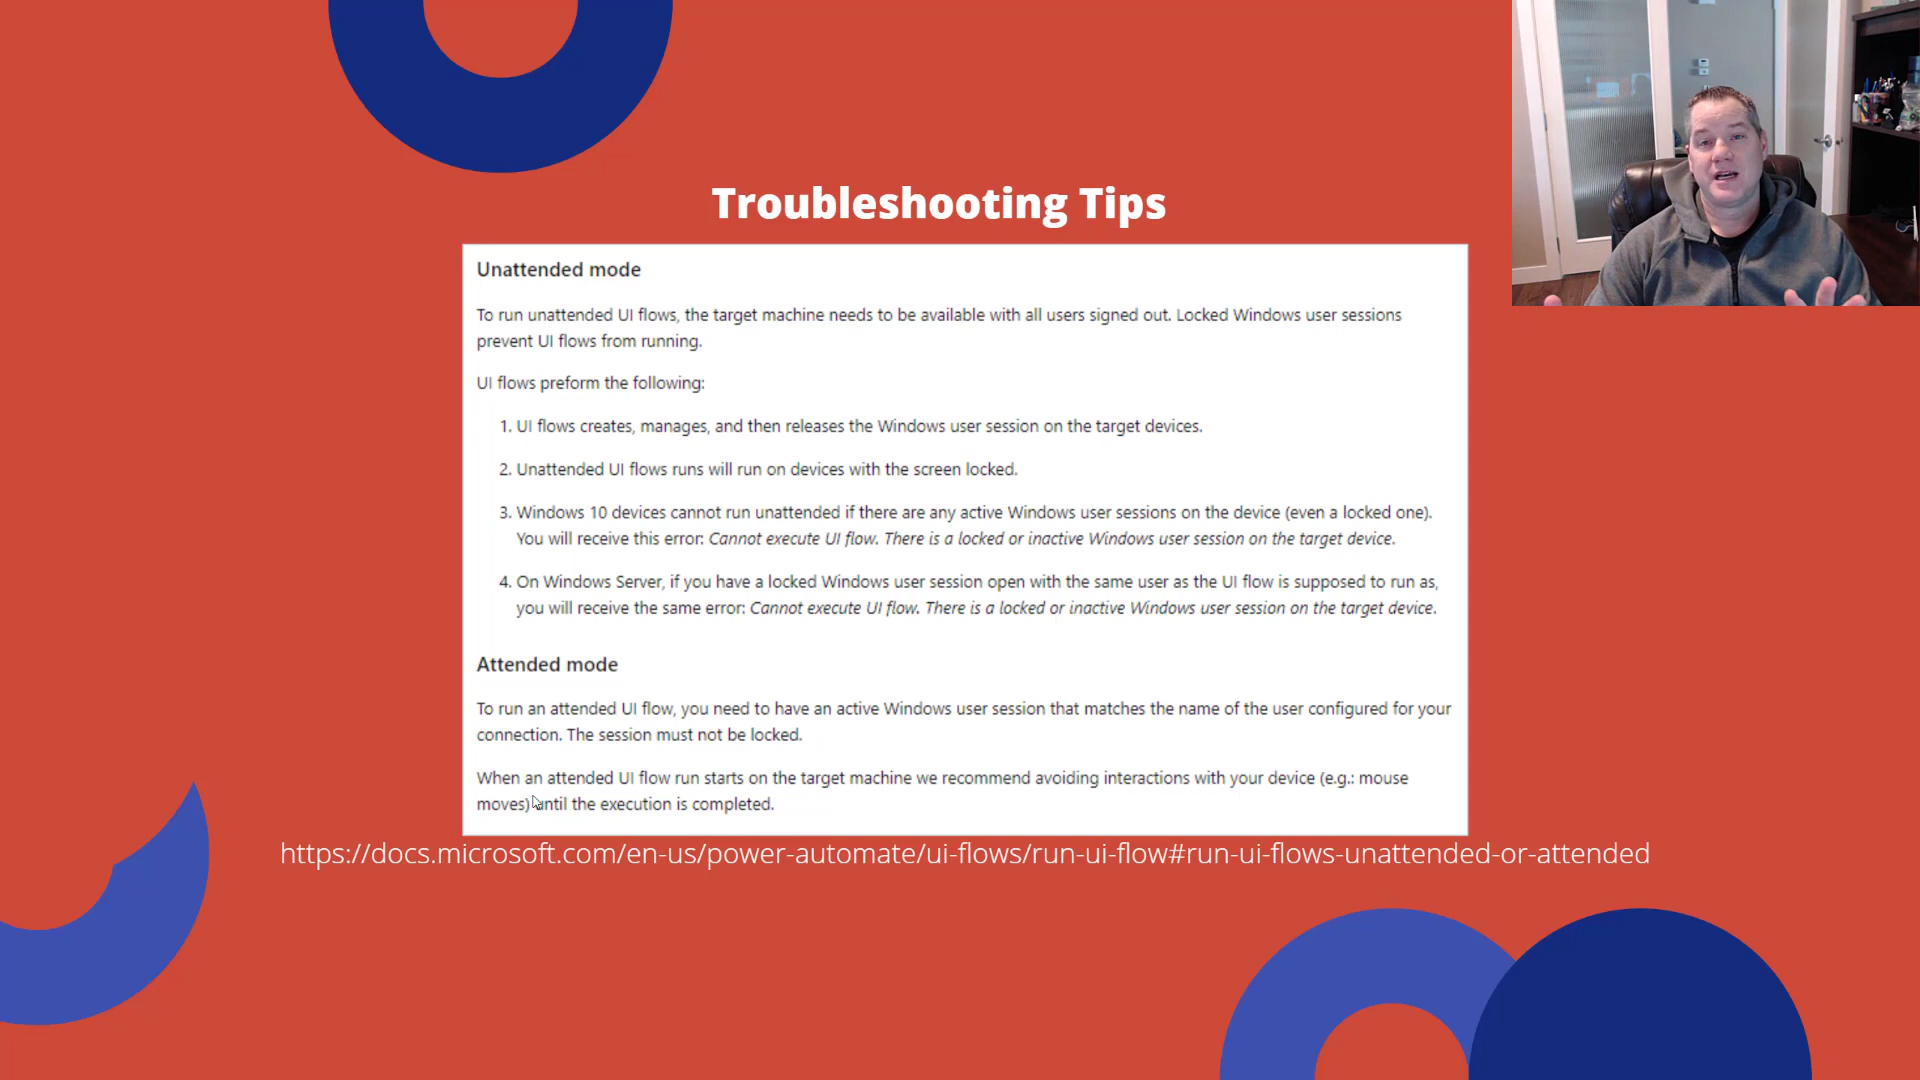 Troubleshooting Tips
Unattended mode
To run unattended UI flows, the target machine needs to be available with all users signed out. Locked Windows user sessions
prevent UI flows from running.
UI flows preform the following:
1. UI flows creates, manages, and then releases the Windows user session on the target devices.
2. Unattended UI flows runs will run on devices with the screen locked.
3. Windows 10 devices cannot run unattended if there are any active Windows user sessions on the device (even a locked one).
You will receive this error: Cannot execute UI flow. There is a locked or inactive Windows user session on the target device.
4. On Windows Server, if you have a locked Windows user session open with the same user as the UI flow is supposed to run as,
you will receive the same error: Cannot execute UI flow. There is a locked or inactive Windows user session on the target device.
Attended mode
To run an attended UI flow, you need to have an active Windows user session that matches the name of the user configured for your
connection. The session must not be locked.
When an attended UI flow run starts on the target machine we recommend avoiding interactions with your device (e.g.: mouse
moves) until the execution is completed.
https://docs.microsoft.com/en-us/power-automate/ui-flows/run-ui-flow#run-ui-flows-unattended-or-attended